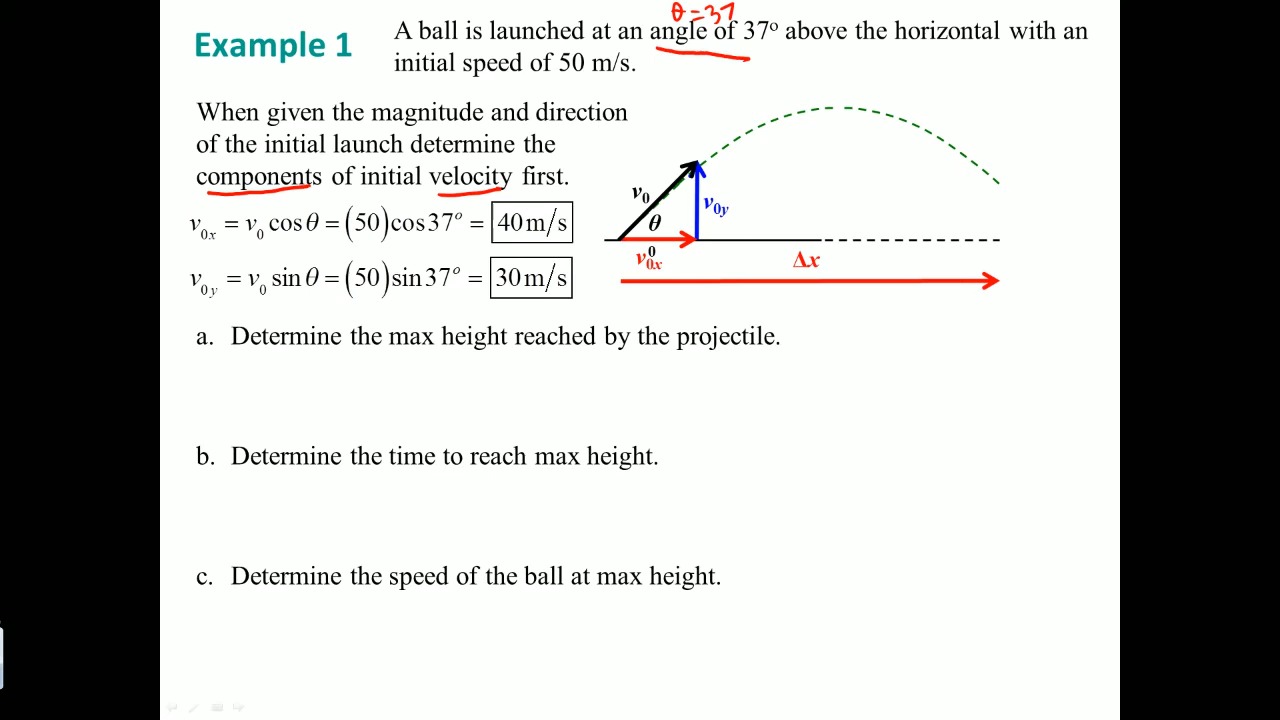 θ = 37
Example 1
A ball is launched at an angle of 37° above the horizontal with an
initial speed of 50 m/s.
When given the magnitude and direction
of the initial launch determine the
components of initial velocity first.
v₀ₓ = v₀ cos θ = (50) cos 37° = 40 m/s
v₀y = v₀ sin θ = (50) sin 37° = 30 m/s
v₀
θ
v₀y
v₀ₓ⁰
Δx
a. Determine the max height reached by the projectile.
b. Determine the time to reach max height.
c. Determine the speed of the ball at max height.